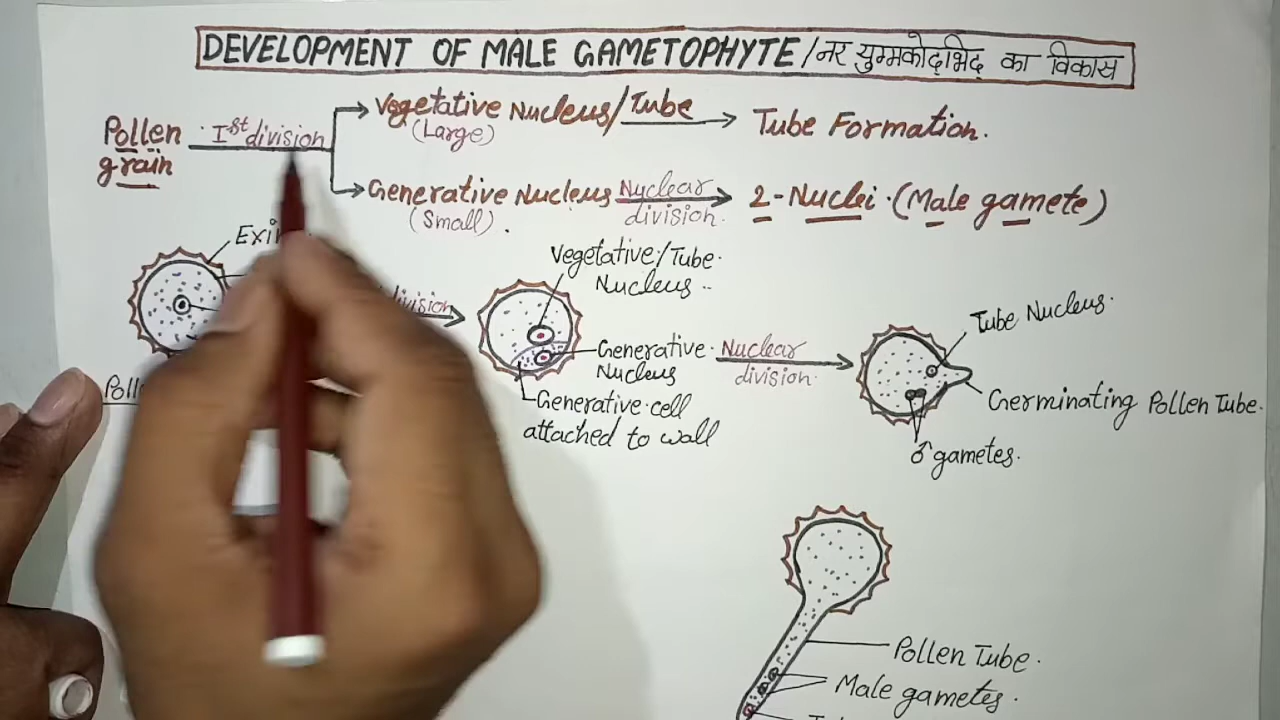 DEVELOPMENT OF MALE GAMETOPHYTE/नर युग्मकोद्भिद् का विकास
Pollen grain
Ist division
Vegetative Nucleus/Tube
(Large)
Tube Formation.
Generative Nucleus
(Small).
Nuclear
division.
2-Nuclei.(Male gamete)
division
Vegetative/Tube.
Nucleus..
Generative.
Nucleus
Generative cell
attached to wall
Nuclear
division.
Tube Nucleus.
Germinating Pollen Tube.
♂gametes.
Pollen Tube.
Male gametes.